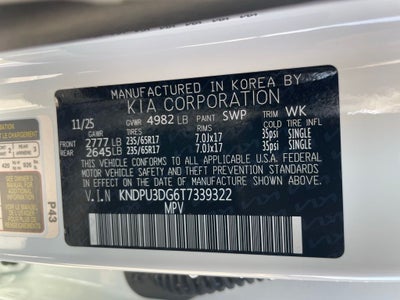 MANUFACTURED IN KOREA BY
KIA CORPORATION
11/25 GVWR 4982 LB PAINT SWP TRIM WK
GAWR TIRES RIMS COLD TIRE INFL
FRONT 2777 LB 235/65R17 7.0Jx17 35psi SINGLE
REAR 2645LB 235/65R17 7.0Jx17 35psi SINGLE
THIS VEHICLE CONFORMS TO ALL APPLICABLE FEDERAL MOTOR
VEHICLE SAFETY, BUMPER, AND THEFT PREVENTION STANDARDS
IN EFFECT ON THE DATE OF MANUFACTURE SHOWN ABOVE.
V.I.N KNDPU3DG6T7339322
MPV
P43